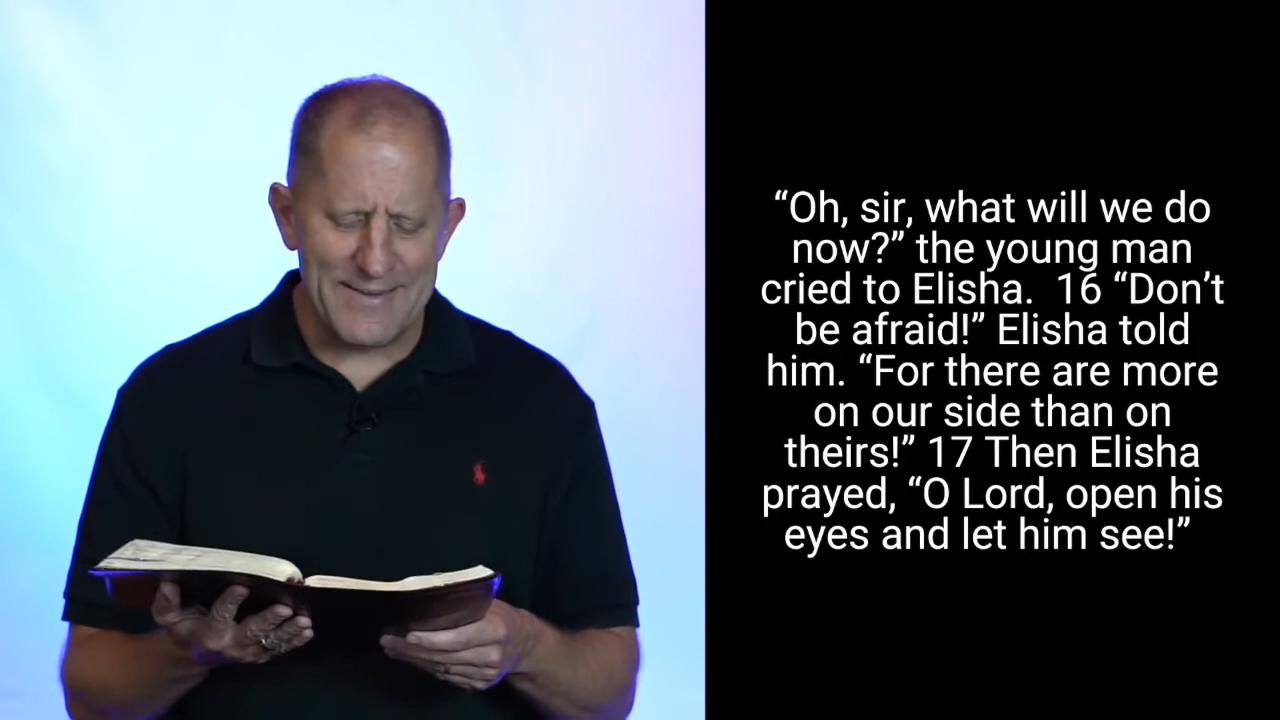 “Oh, sir, what will we do
now?” the young man
cried to Elisha.  16 “Don’t
be afraid!” Elisha told
him. “For there are more
on our side than on
theirs!” 17 Then Elisha
prayed, “O Lord, open his
eyes and let him see!”